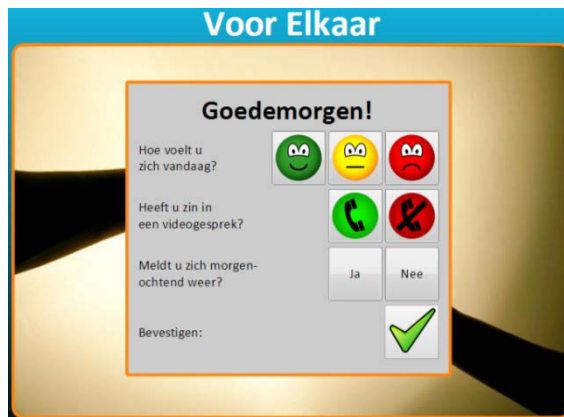 Voor Elkaar
Goedemorgen!
Hoe voelt u
zich vandaag?
Heeft u zin in
een videogesprek?
Meldt u zich morgen-
ochtend weer?
Ja
Nee
Bevestigen: